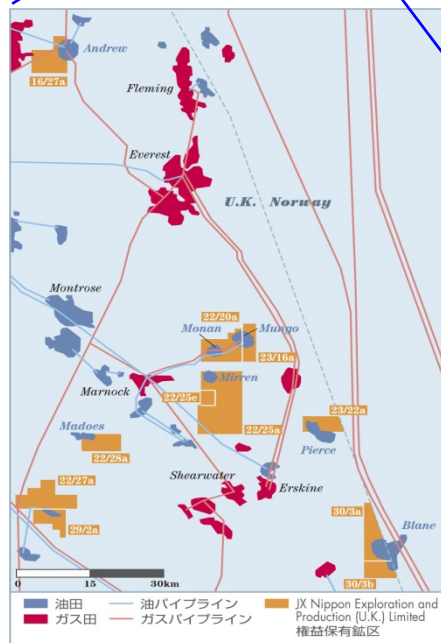 Andrew
16/27a
Fleming
Everest
U.K. Norway
Montrose
22/20a
Monan
Mungo
23/16a
Mirren
Marnock
22/25e
23/22a
Madoes
22/25a
Pierce
22/28a
22/27a
Shearwater
Erskine
30/3a
29/2a
Blane
30/3b
0 15 30km
油田 油パイプライン JX Nippon Exploration and
ガス田 ガスパイプライン Production (U.K.) Limited
権益保有鉱区